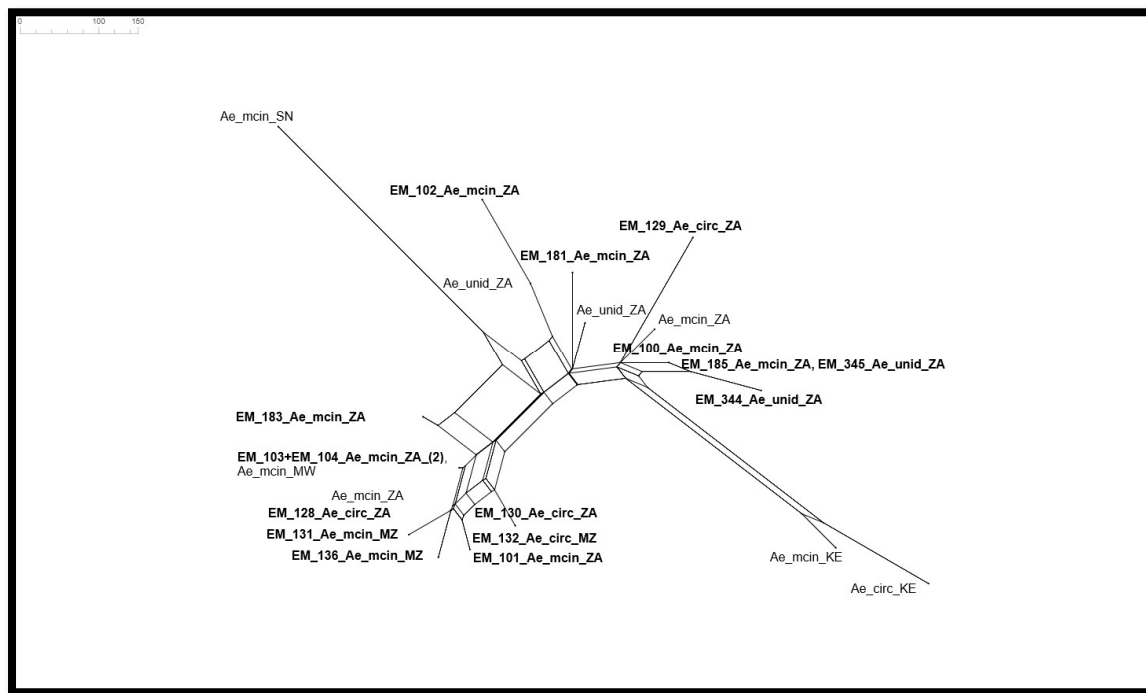 0 100 150
Ae_mcin_SN
EM_102_Ae_mcin_ZA
EM_129_Ae_circ_ZA
EM_181_Ae_mcin_ZA
Ae_unid_ZA
Ae_unid_ZA
Ae_mcin_ZA
EM_100_Ae_mcin_ZA
EM_185_Ae_mcin_ZA, EM_345_Ae_unid_ZA
EM_344_Ae_unid_ZA
EM_183_Ae_mcin_ZA
EM_103+EM_104_Ae_mcin_ZA_(2),
Ae_mcin_MW
Ae_mcin_ZA
EM_128_Ae_circ_ZA
EM_130_Ae_circ_ZA
EM_131_Ae_mcin_MZ
EM_132_Ae_circ_MZ
EM_136_Ae_mcin_MZ
EM_101_Ae_mcin_ZA
Ae_mcin_KE
Ae_circ_KE